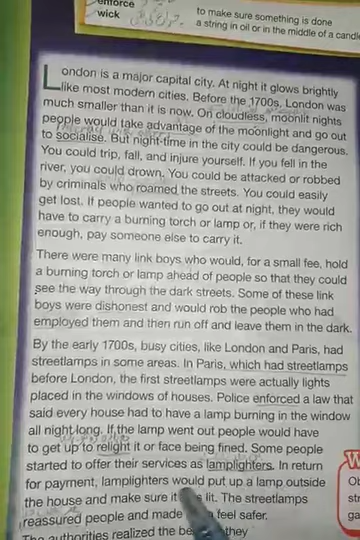 enforce
wick
to make sure something is done
a string in oil or in the middle of a candle
London is a major capital city. At night it glows brightly
like most modern cities. Before the 1700s, London was
much smaller than it is now. On cloudless, moonlit nights
people would take advantage of the moonlight and go out
to socialise. But night-time in the city could be dangerous.
You could trip, fall, and injure yourself. If you fell in the
river, you could drown. You could be attacked or robbed
by criminals who roamed the streets. You could easily
get lost. If people wanted to go out at night, they would
have to carry a burning torch or lamp or, if they were rich
enough, pay someone else to carry it.
There were many link boys who would, for a small fee, hold
a burning torch or lamp ahead of people so that they could
see the way through the dark streets. Some of these link
boys were dishonest and would rob the people who had
employed them and then run off and leave them in the dark.
By the early 1700s, busy cities, like London and Paris, had
streetlamps in some areas. In Paris, which had streetlamps
before London, the first streetlamps were actually lights
placed in the windows of houses. Police enforced a law that
said every house had to have a lamp burning in the window
all night long. If the lamp went out people would have
to get up to relight it or face being fined. Some people
started to offer their services as lamplighters. In return
for payment, lamplighters would put up a lamp outside
the house and make sure it lit. The streetlamps
reassured people and made feel safer.
The authorities realized the they
W
Ob
str
ga